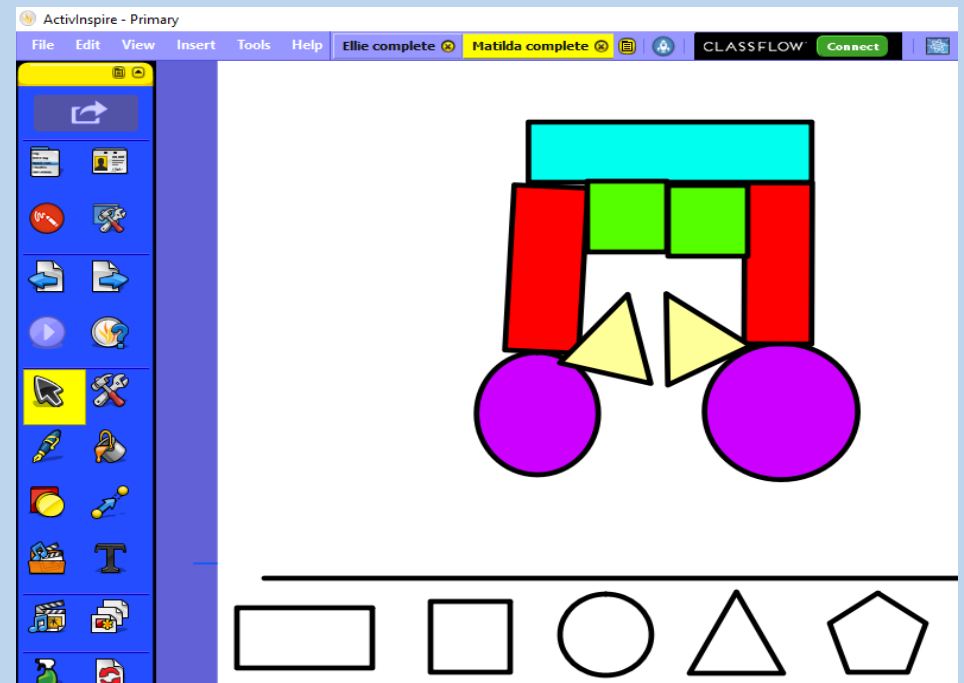 ActivInspire - Primary
File Edit View Insert Tools Help Ellie complete Matilda complete CLASSFLOW Connect
T